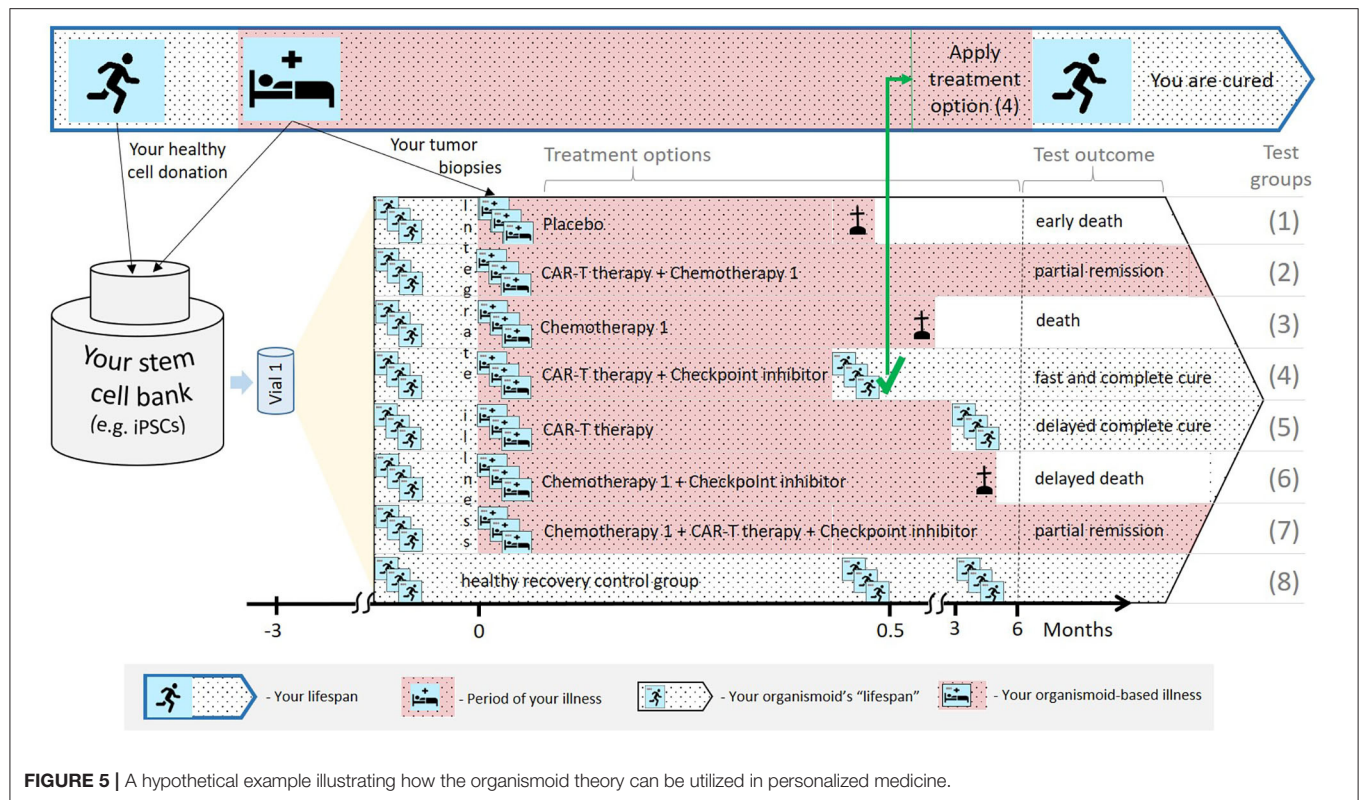 Apply
treatment
option (4)
You are cured
Your healthy
cell donation
Your tumor
biopsies
Treatment options
Test outcome
Test
groups
Integrate illness
Placebo
early death
(1)
CAR-T therapy + Chemotherapy 1
partial remission
(2)
Chemotherapy 1
death
(3)
CAR-T therapy + Checkpoint inhibitor
fast and complete cure
(4)
CAR-T therapy
delayed complete cure
(5)
Chemotherapy 1 + Checkpoint inhibitor
delayed death
(6)
Chemotherapy 1 + CAR-T therapy + Checkpoint inhibitor
partial remission
(7)
healthy recovery control group
(8)
Your stem
cell bank
(e.g. iPSCs)
Vial 1
-3
0
0.5
3
6
Months
- Your lifespan
- Period of your illness
- Your organismoid's “lifespan”
- Your organismoid-based illness
FIGURE 5 | A hypothetical example illustrating how the organismoid theory can be utilized in personalized medicine.